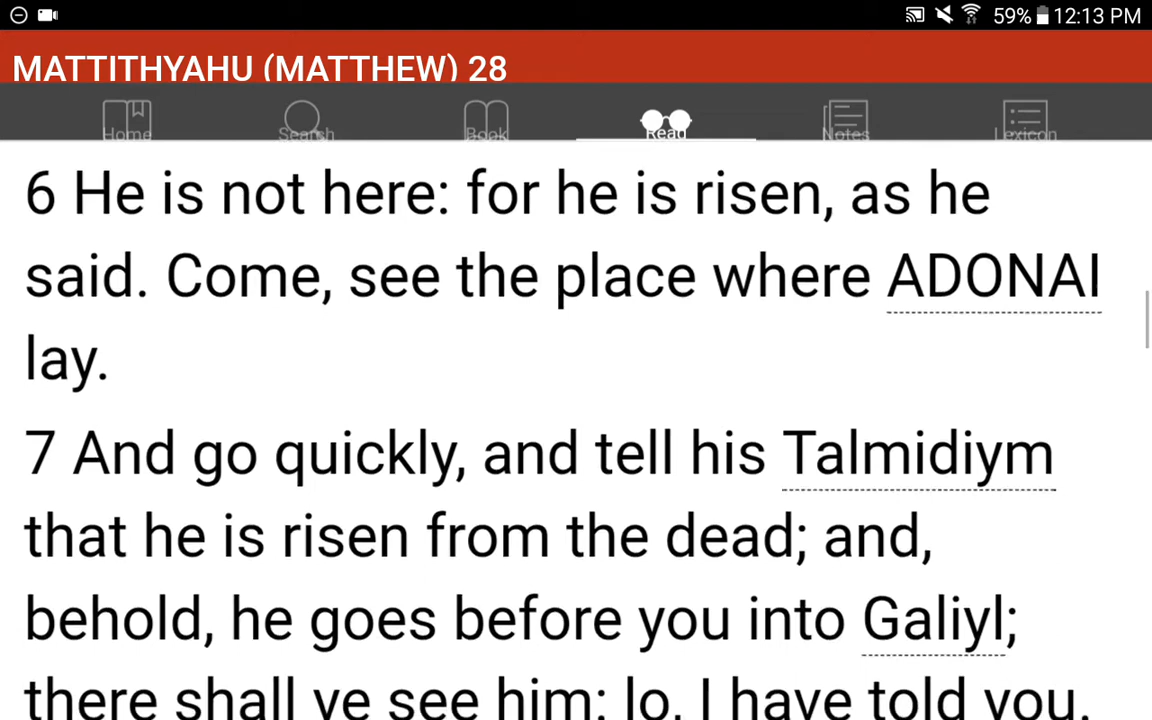 59% 12:13 PM
MATTITHYAHU (MATTHEW) 28
Home Search Book Read Notes Lexicon
6 He is not here: for he is risen, as he
said. Come, see the place where ADONAI
lay.
7 And go quickly, and tell his Talmidiym
that he is risen from the dead; and,
behold, he goes before you into Galiyl;
there shall ye see him: lo, I have told you.